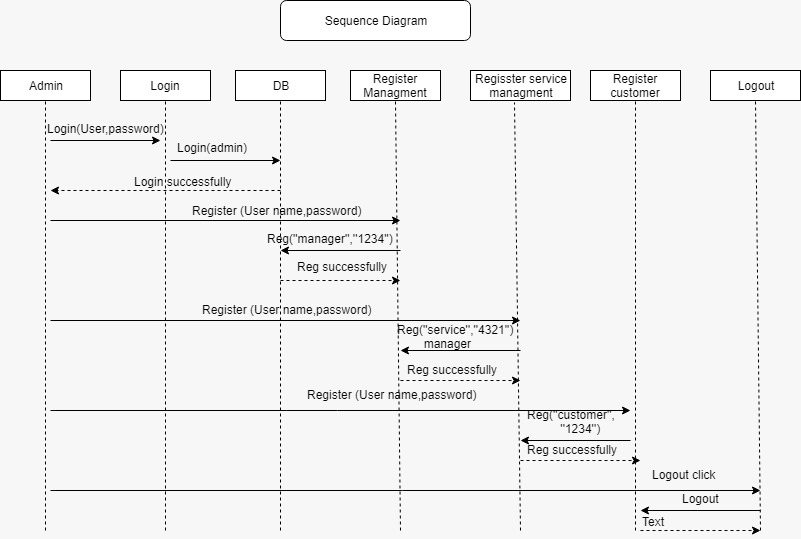 Sequence Diagram
Admin
Login
DB
Register
Managment
Regisster service
managment
Register
customer
Logout
Login(User,password)
Login(admin)
Login successfully
Register (User name,password)
Reg("manager","1234")
Reg successfully
Register (User name,password)
Reg("service","4321")
manager
Reg successfully
Register (User name,password)
Reg("customer",
"1234")
Reg successfully
Logout click
Logout
Text